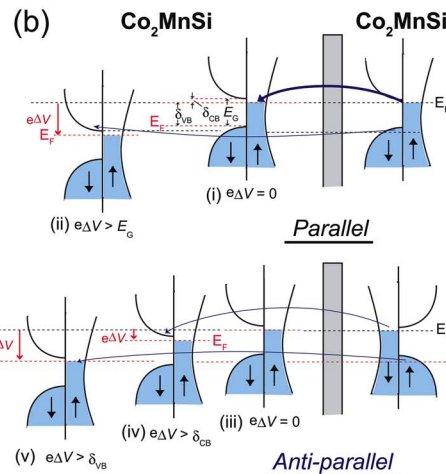 (b)
Co₂MnSi Co₂MnSi
eΔV
E_F
E_F
δ_VB
δ_CB
E_G
E_F
(i) eΔV = 0
(ii) eΔV > E_G
Parallel
ΔV
eΔV
E_F
E
(iii) eΔV = 0
(iv) eΔV > δ_CB
(v) eΔV > δ_VB
Anti-parallel